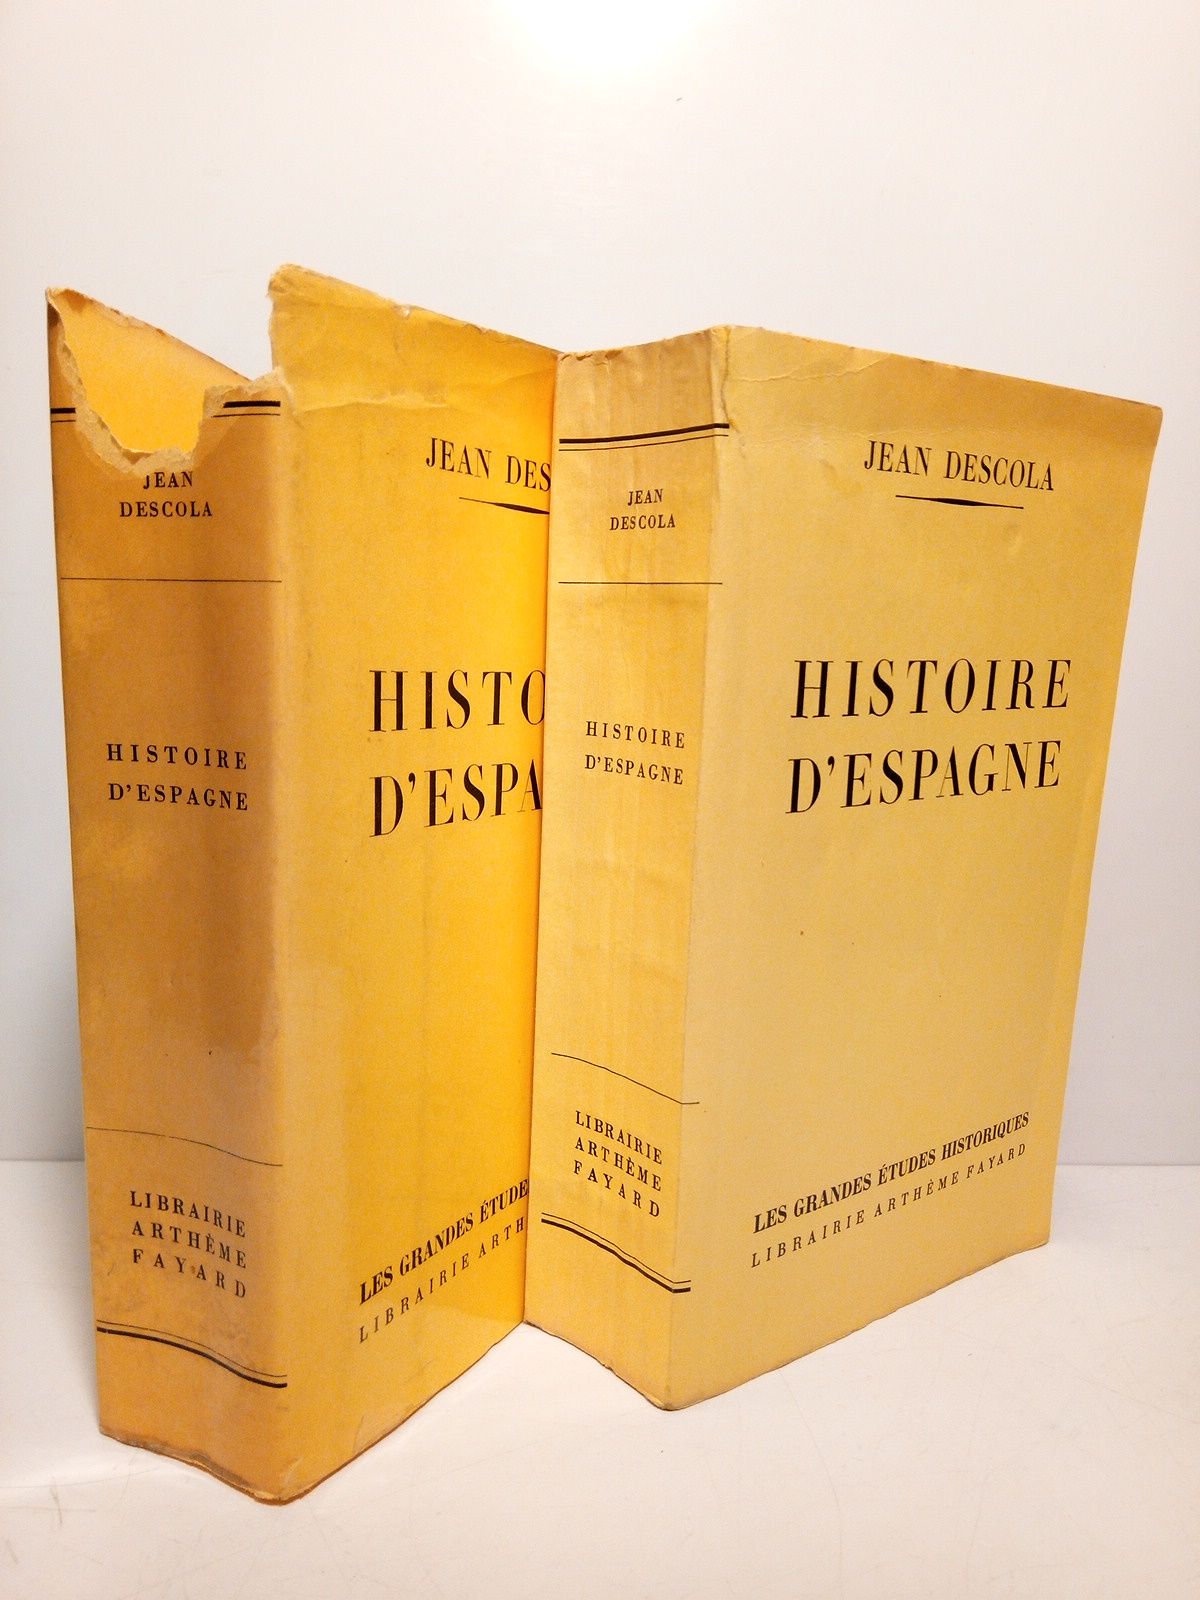 JEAN
DESCOLA
HISTOIRE
D'ESPAGNE
LIBRAIRIE
ARTHÈME
FAYARD
JEAN DES
HISTO
D'ESPA
LES GRANDES ÉTUDE
LIBRAIRIE ARTH
JEAN
DESCOLA
HISTOIRE
D'ESPAGNE
LIBRAIRIE
ARTHÈME
FAYARD
JEAN DESCOLA
HISTOIRE
D'ESPAGNE
LES GRANDES ÉTUDES HISTORIQUES
LIBRAIRIE ARTHÈME FAYARD